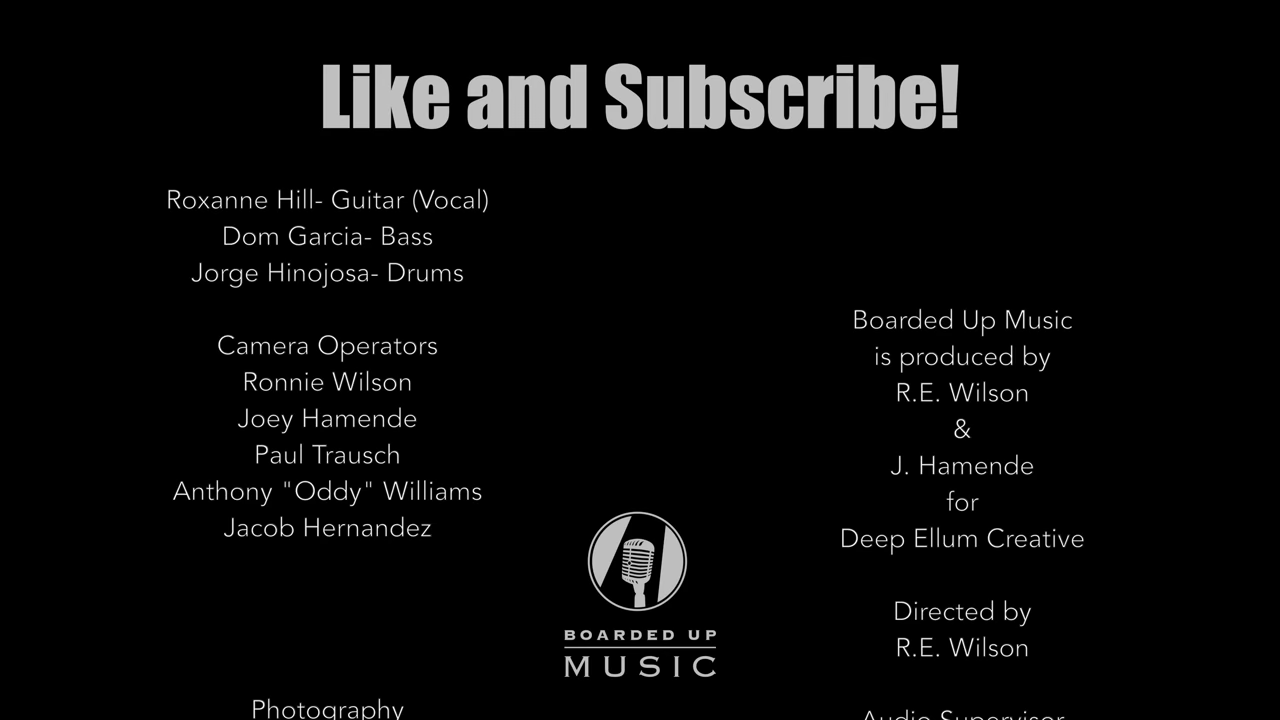 Like and Subscribe!
Roxanne Hill- Guitar (Vocal)
Dom Garcia- Bass
Jorge Hinojosa- Drums
Camera Operators
Ronnie Wilson
Joey Hamende
Paul Trausch
Anthony "Oddy" Williams
Jacob Hernandez
Photography
BOARDED UP
MUSIC
Boarded Up Music
is produced by
R.E. Wilson
&
J. Hamende
for
Deep Ellum Creative
Directed by
R.E. Wilson
Audio Supervisor